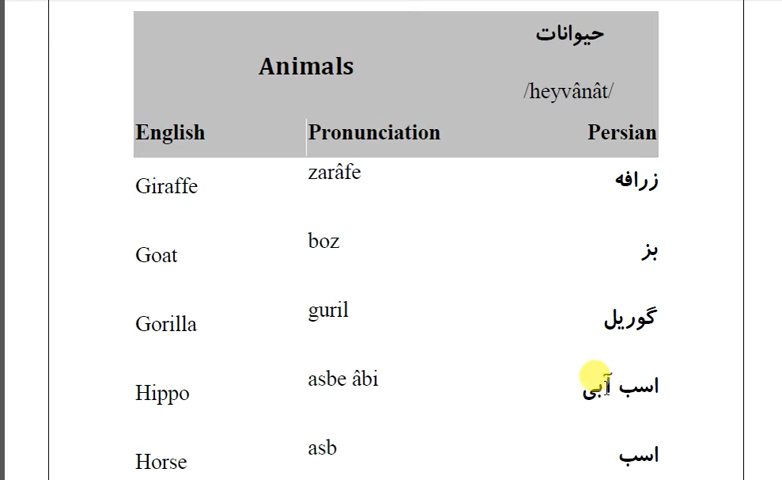 حیوانات
Animals
/heyvânât/
English Pronunciation Persian
Giraffe zarâfe زرافه
Goat boz بز
Gorilla guril گوریل
Hippo asbe âbi اسب آبی
Horse asb اسب